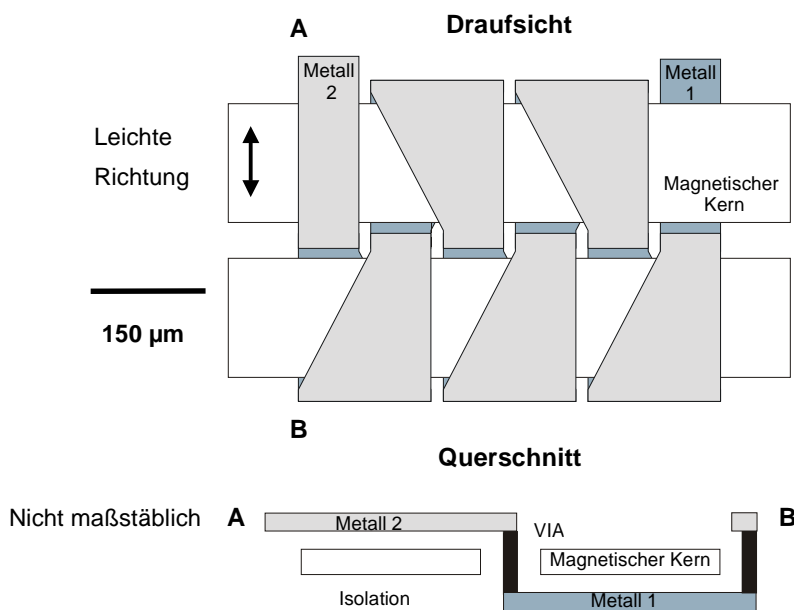 A
Draufsicht
Metall
2
Metall
1
Leichte
Richtung
Magnetischer
Kern
150 µm
B
Querschnitt
Nicht maßstäblich
A
Metall 2
VIA
B
Magnetischer Kern
Isolation
Metall 1